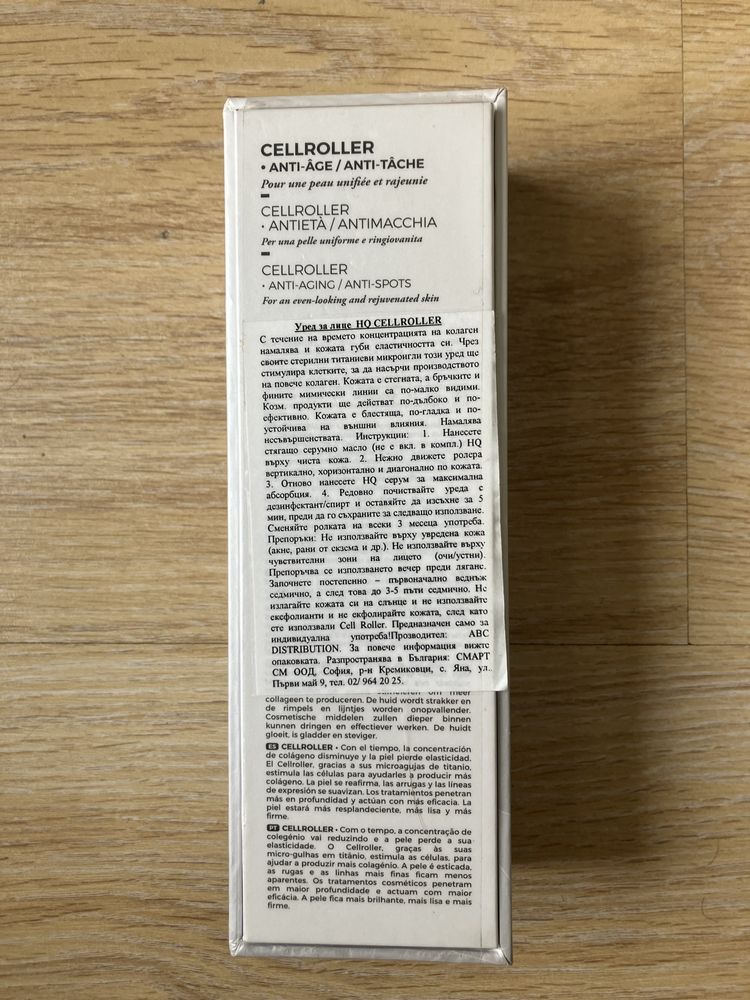 CELLROLLER
• ANTI-ÂGE / ANTI-TÂCHE
Pour une peau unifiée et rajeunie
CELLROLLER
• ANTIETÀ / ANTIMACCHIA
Per una pelle uniforme e ringiovanita
CELLROLLER
• ANTI-AGING / ANTI-SPOTS
For an even-looking and rejuvenated skin
Уред за лице HQ CELLROLLER
С течение на времето концентрацията на колаген
намалява и кожата губи еластичността си. Чрез
своите стерилни титаниеви микроигли този уред ще
стимулира клетките, за да насърчи производството
на повече колаген. Кожата е стегната, а бръчките и
фините мимически линии са по-малко видими.
Козм. продукти ще действат по-дълбоко и по-
ефективно. Кожата е блестяща, по-гладка и по-
устойчива на външни влияния. Намалява
несъвършенствата. Инструкции: 1. Нанесете
стягащо серумно масло (не е вкл. в компл.) HQ
върху чиста кожа. 2. Нежно движете ролера
вертикално, хоризонтално и диагонално по кожата.
3. Отново нанесете HQ серум за максимална
абсорбция. 4. Редовно почиствайте уреда с
дезинфектант/спирт и оставяйте да изсъхне за 5
мин, преди да го съхраните за следващо използване.
Сменяйте ролката на всеки 3 месеца употреба.
Препоръки: Не използвайте върху увредена кожа
(акне, рани от екзема и др.). Не използвайте върху
чувствителни зони на лицето (очи/устни).
Препоръчва се използването вечер преди лягане.
Започнете постепенно – първоначално веднъж
седмично, а след това до 3-5 пъти седмично. Не
излагайте кожата си на слънце и не използвайте
ексфолианти и не ексфолирайте кожата, след като
сте използвали Cell Roller. Предназначен само за
индивидуална употреба!Прозводител: ABC
DISTRIBUTION. За повече информация вижте
опаковката. Разпространява в България: СМАРТ
СМ ООД, София, р-н Кремиковци, с. Яна, ул.
Първи май 9, тел. 02/ 964 20 25.
stimuleren om meer
collageen te produceren. De huid wordt strakker en
de rimpels en lijntjes worden onopvallender.
Cosmetische middelen zullen dieper binnen
kunnen dringen en effectiever werken. De huidt
gloeit, is gladder en steviger.
ES CELLROLLER • Con el tiempo, la concentración
de colágeno disminuye y la piel pierde elasticidad.
El Cellroller, gracias a sus microagujas de titanio,
estimula las células para ayudarles a producir más
colágeno. La piel se reafirma, las arrugas y las líneas
de expresión se suavizan. Los tratamientos penetran
más en profundidad y actúan con más eficacia. La
piel estará más resplandeciente, más lisa y más
firme.
PT CELLROLLER • Com o tempo, a concentração de
colegénio vai reduzindo e a pele perde a sua
elasticidade. O Cellroller, graças às suas
micro-gulhas em titânio, estimula as células, para
ajudar a produzir mais colagénio. A pele é esticada,
as rugas e as linhas mais finas ficam menos
aparentes. Os tratamentos cosméticos penetram
em maior profundidade e actuam com maior
eficácia. A pele fica mais brilhante, mais lisa e mais
firme.